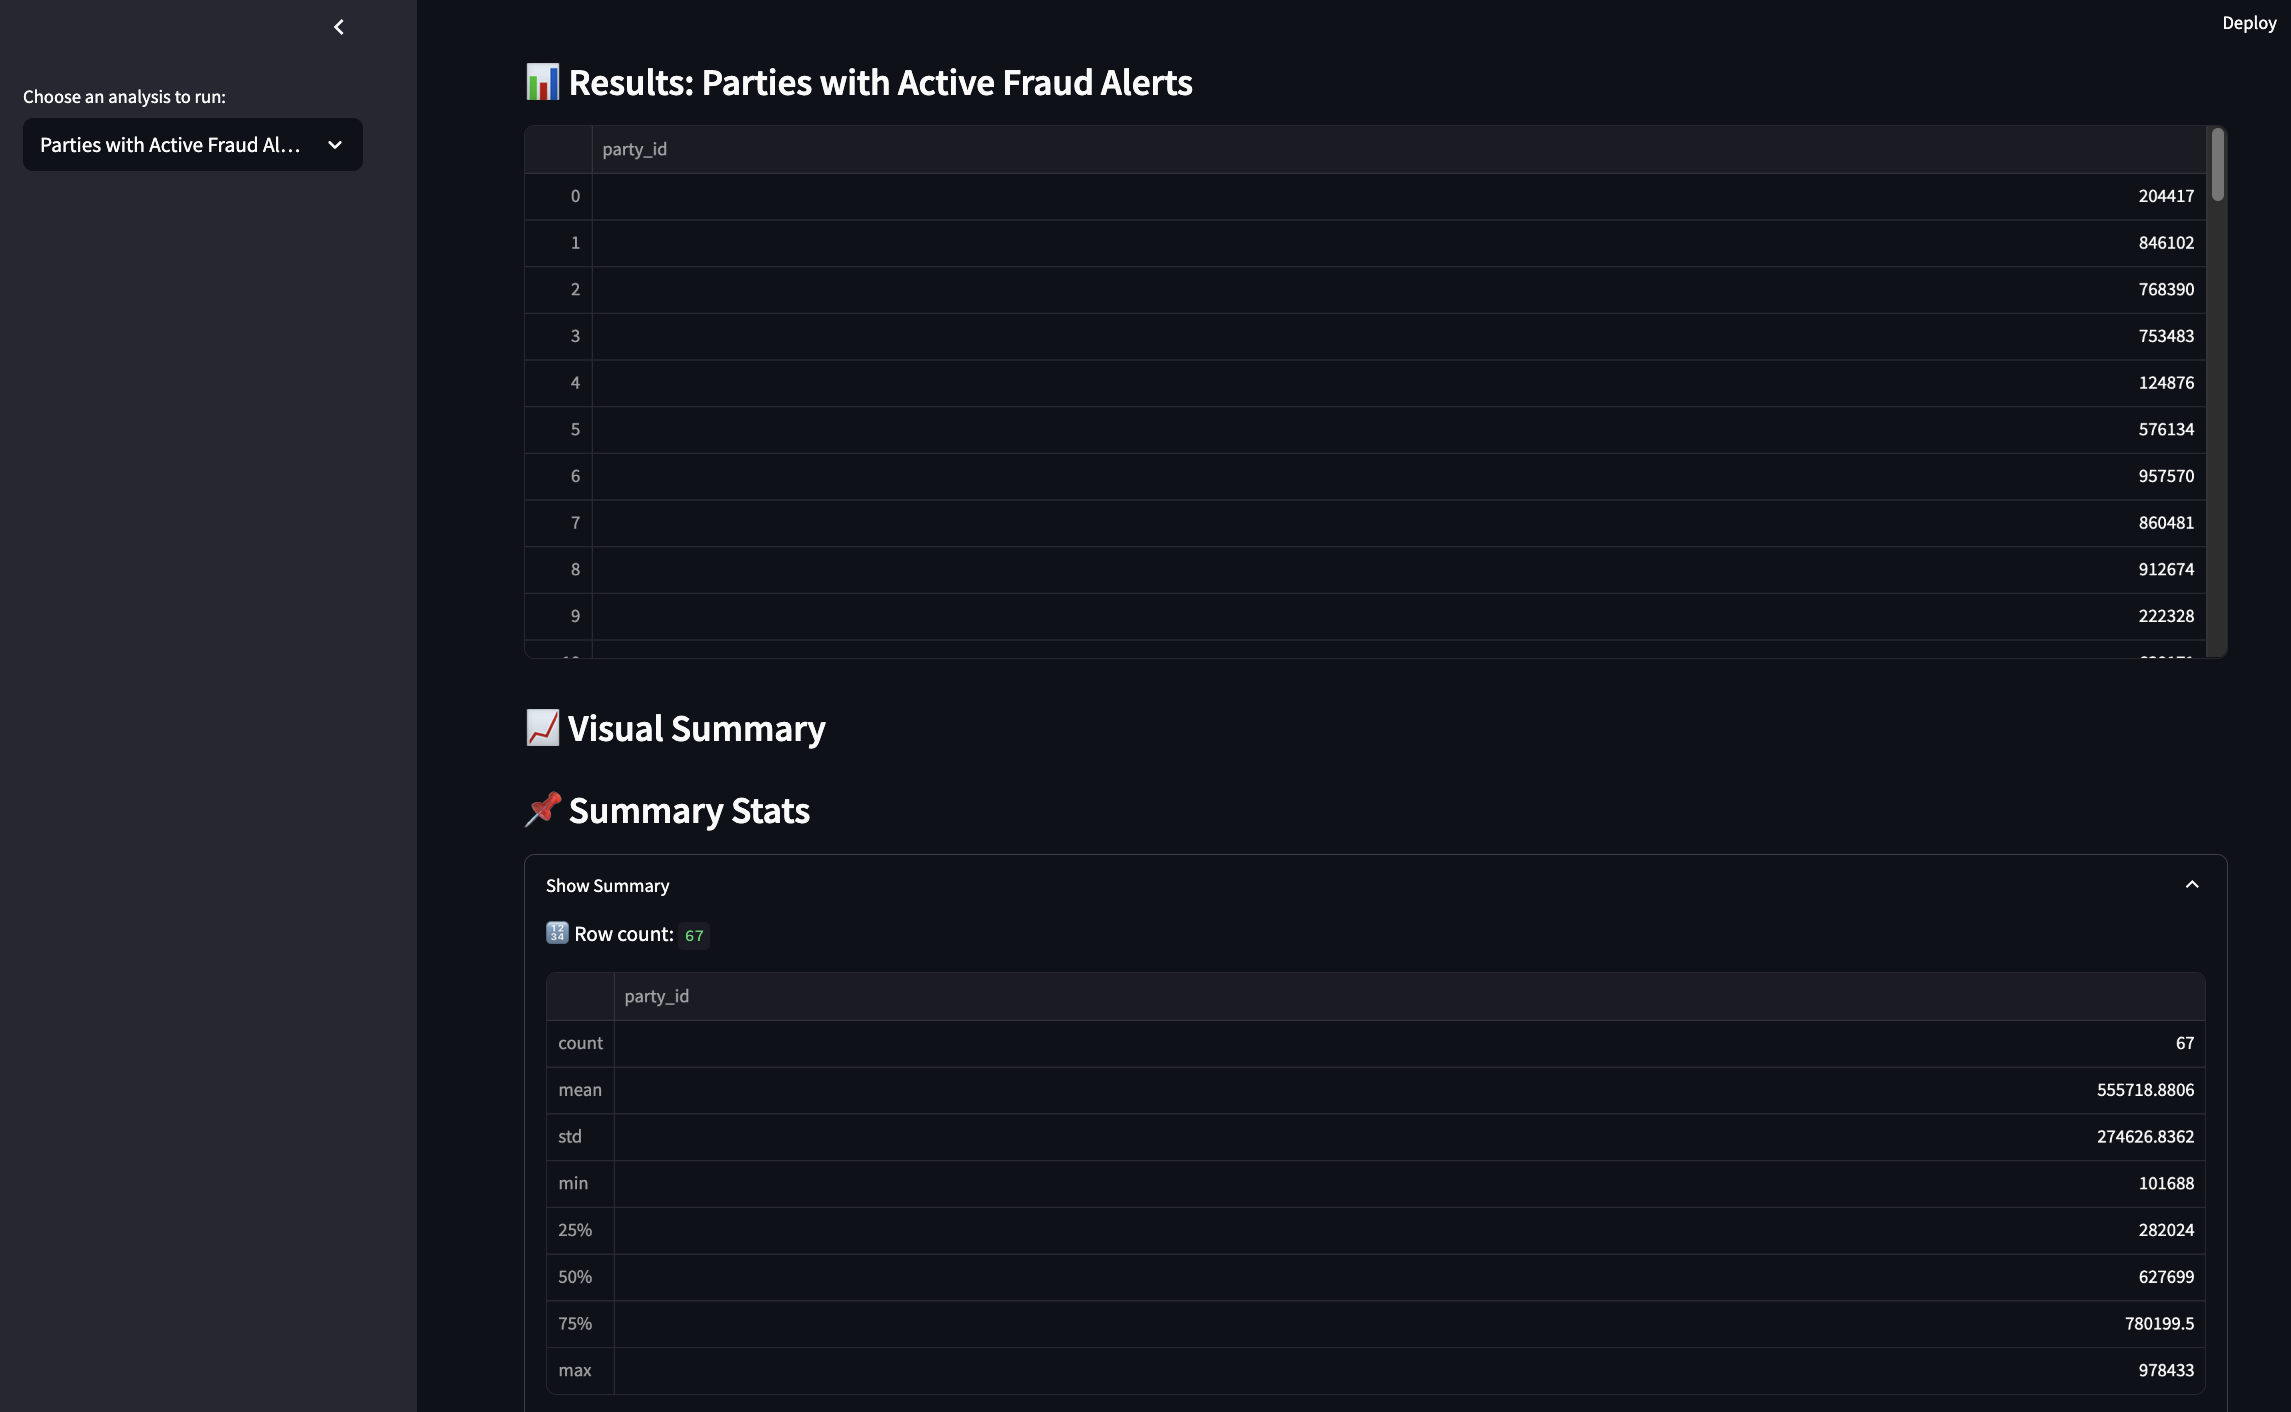 Deploy
Choose an analysis to run:
Parties with Active Fraud Al...
Results: Parties with Active Fraud Alerts
party_id
0 204417
1 846102
2 768390
3 753483
4 124876
5 576134
6 957570
7 860481
8 912674
9 222328
Visual Summary
Summary Stats
Show Summary
1234 Row count: 67
party_id
count 67
mean 555718.8806
std 274626.8362
min 101688
25% 282024
50% 627699
75% 780199.5
max 978433